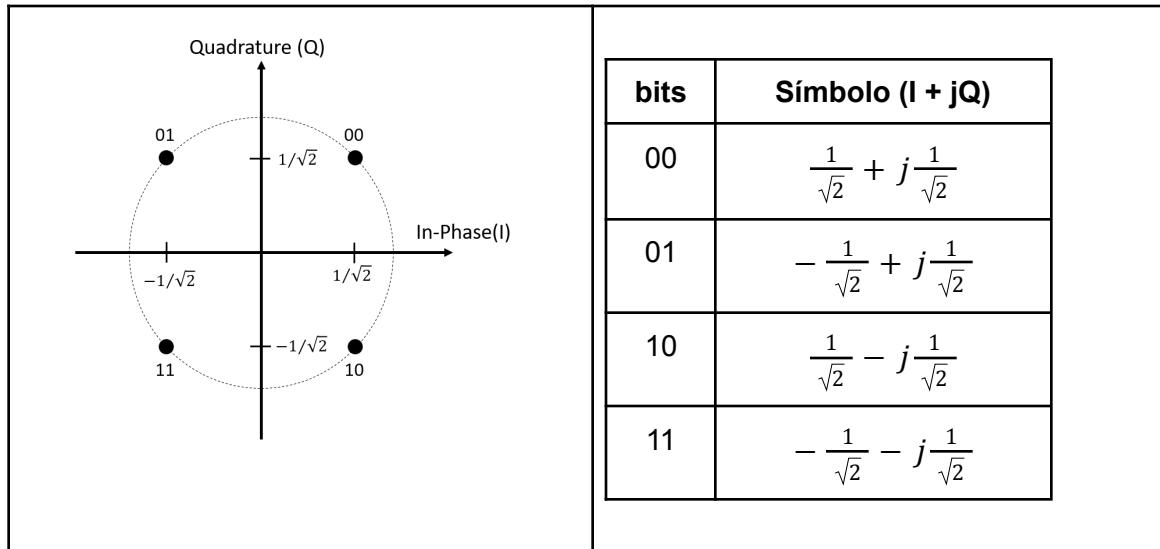 Quadrature (Q)
01
00
1/√2
In-Phase(I)
−1/√2
1/√2
−1/√2
11
10
bits Símbolo (I + jQ)
00 1/√2 + j 1/√2
01 − 1/√2 + j 1/√2
10 1/√2 − j 1/√2
11 − 1/√2 − j 1/√2